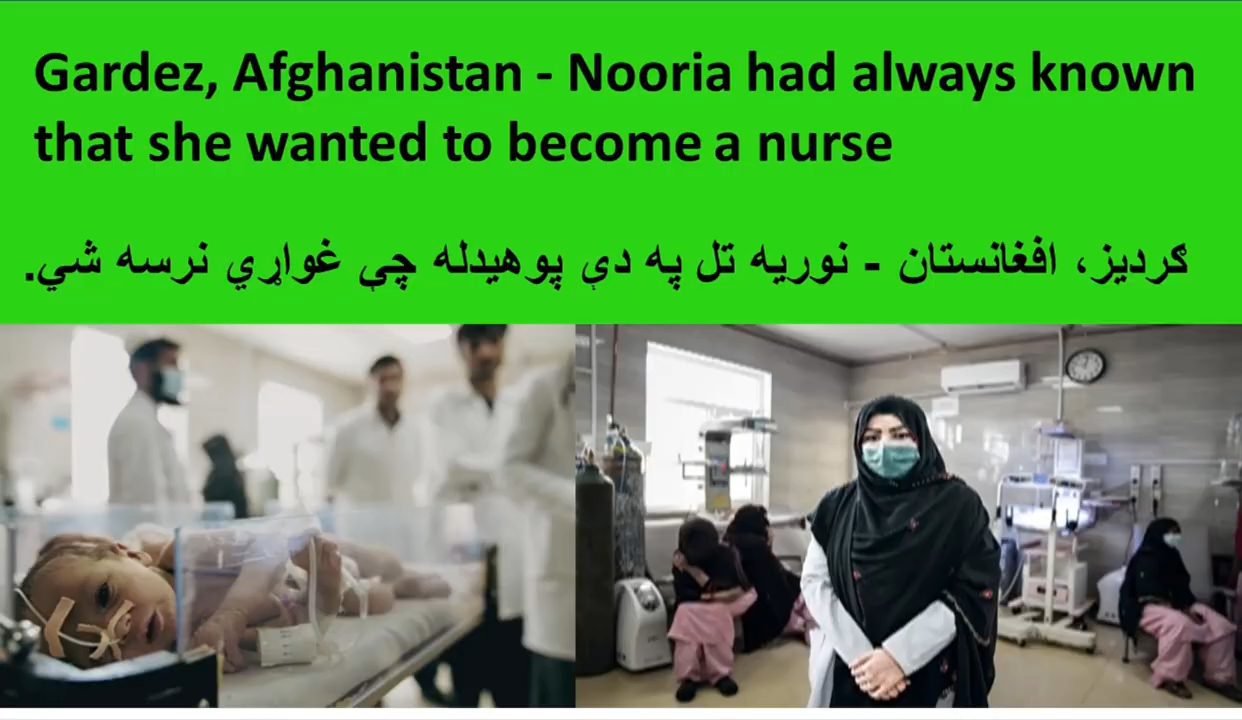 Gardez, Afghanistan - Nooria had always known
that she wanted to become a nurse
ګردیز، افغانستان - نوریه تل په دې پوهیدله چې غواړي نرسه شي.